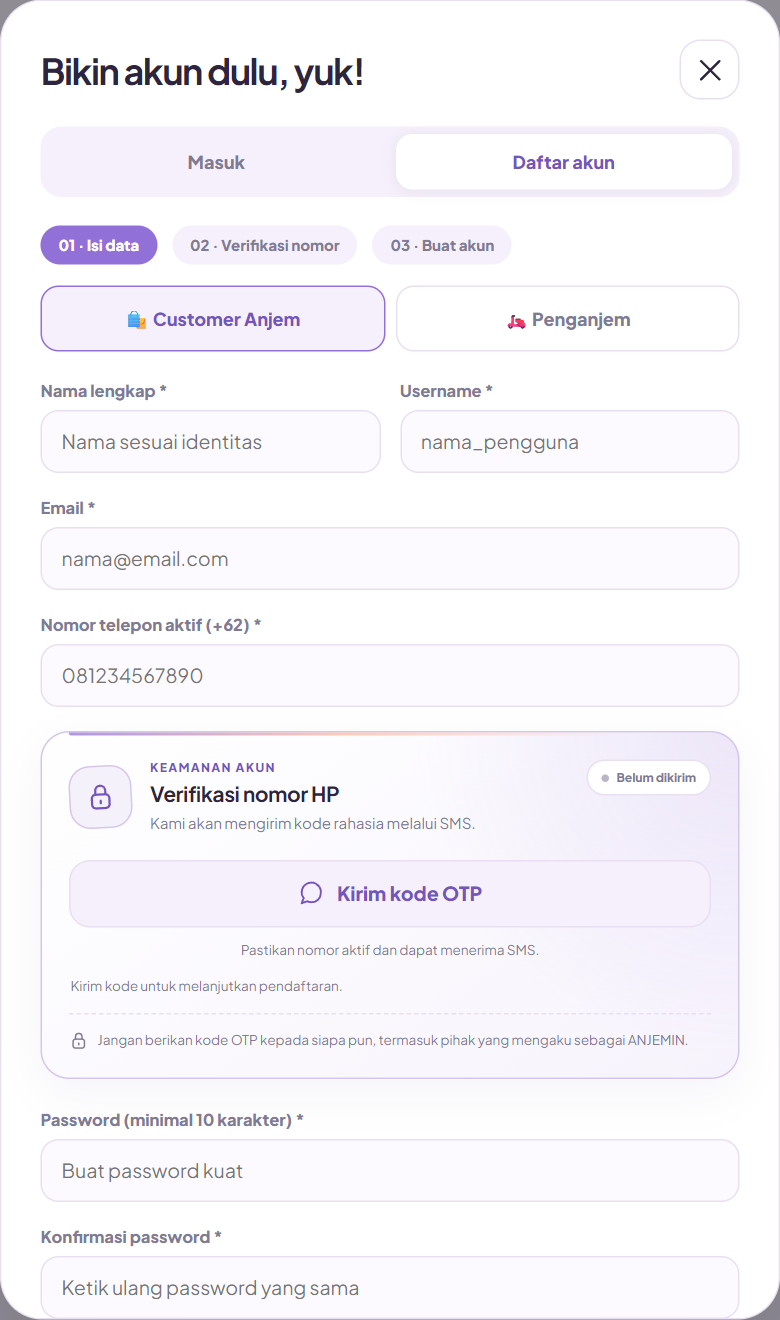 Bikin akun dulu, yuk!
Masuk
Daftar akun
01 · Isi data
02 · Verifikasi nomor
03 · Buat akun
Customer Anjem
Penganjem
Nama lengkap *
Username *
Nama sesuai identitas
nama_pengguna
Email *
nama@email.com
Nomor telepon aktif (+62) *
081234567890
KEAMANAN AKUN
Verifikasi nomor HP
Kami akan mengirim kode rahasia melalui SMS.
Belum dikirim
Kirim kode OTP
Pastikan nomor aktif dan dapat menerima SMS.
Kirim kode untuk melanjutkan pendaftaran.
Jangan berikan kode OTP kepada siapa pun, termasuk pihak yang mengaku sebagai ANJEMIN.
Password (minimal 10 karakter) *
Buat password kuat
Konfirmasi password *
Ketik ulang password yang sama